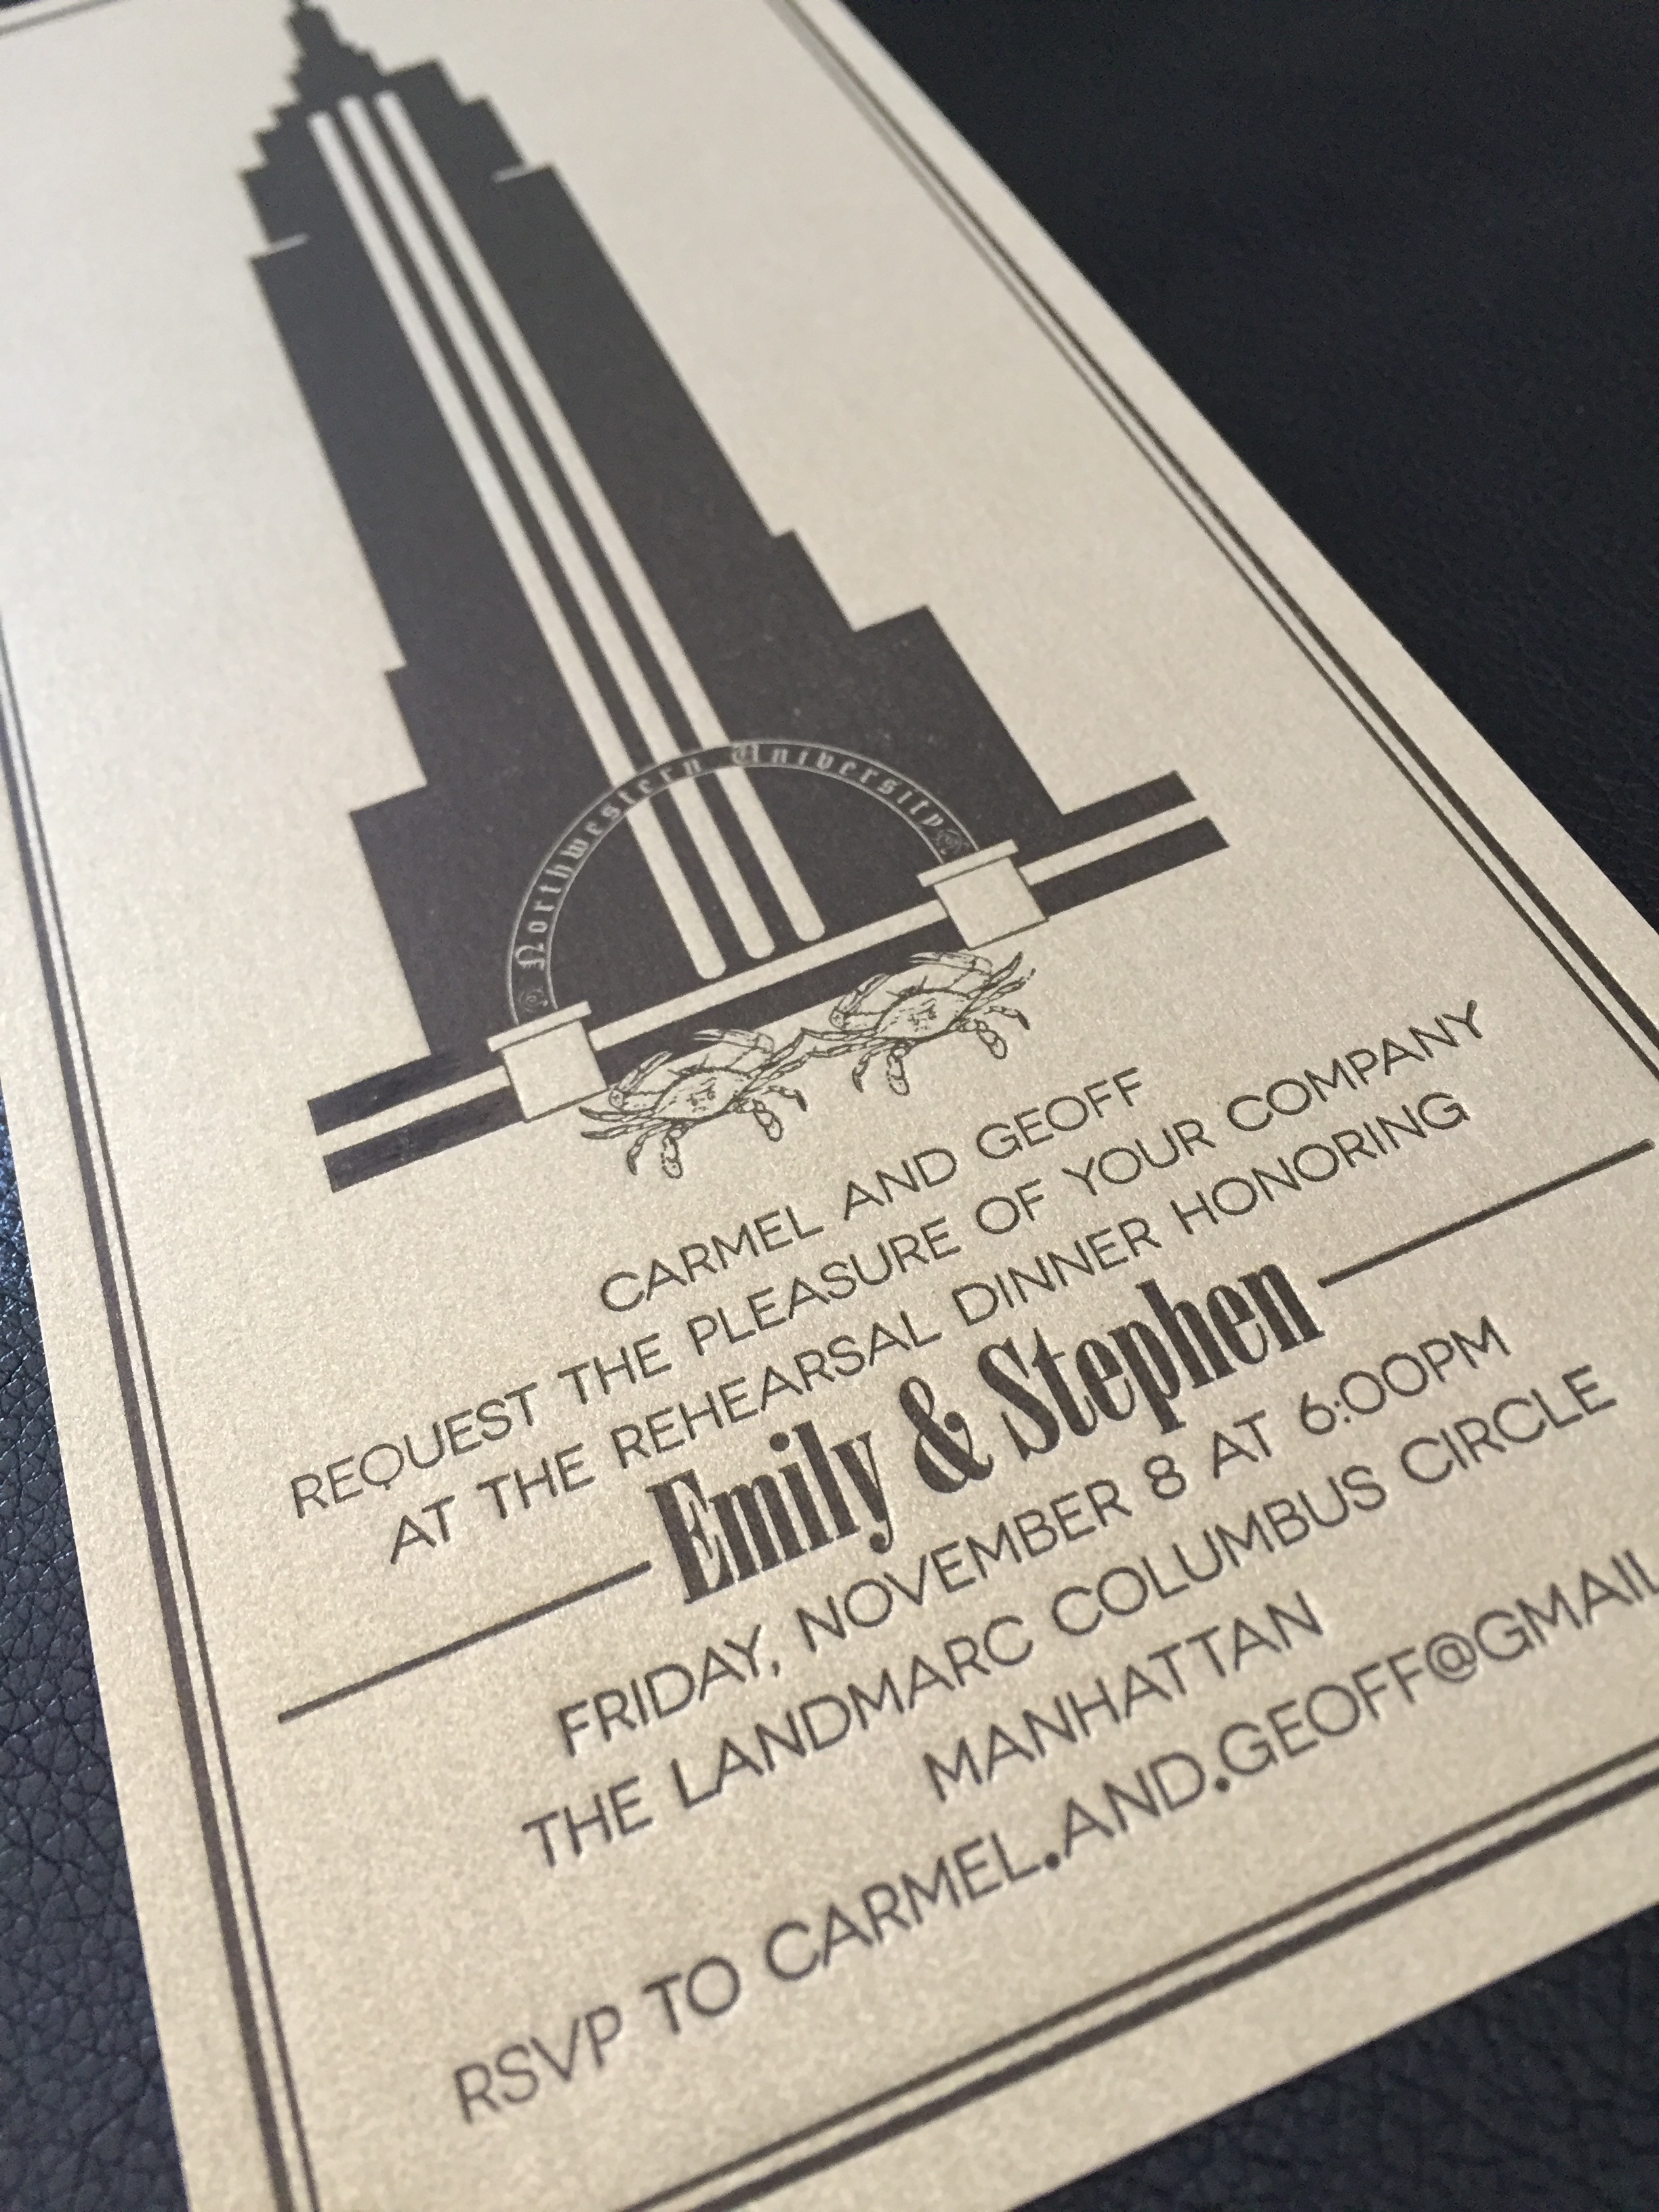 Northwestern University
CARMEL AND GEOFF
REQUEST THE PLEASURE OF YOUR COMPANY
AT THE REHEARSAL DINNER HONORING
Emily & Stephen
FRIDAY, NOVEMBER 8 AT 6:00PM
THE LANDMARC COLUMBUS CIRCLE
MANHATTAN
RSVP TO CARMEL.AND.GEOFF@GMAIL